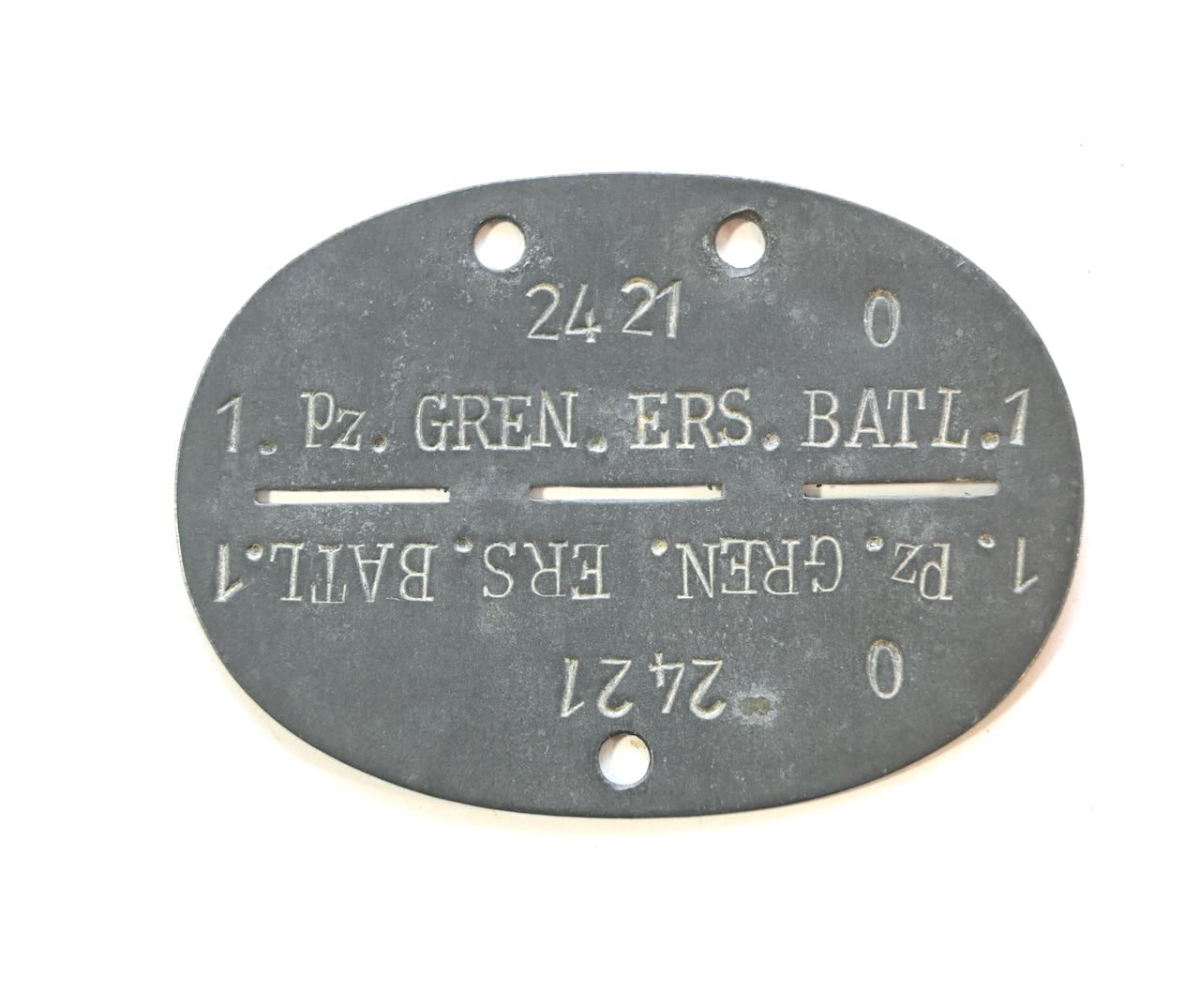 2421 0
1. Pz. GREN. ERS. BATL. 1
1. Pz. GREN. ERS. BATL. 1
2421 0